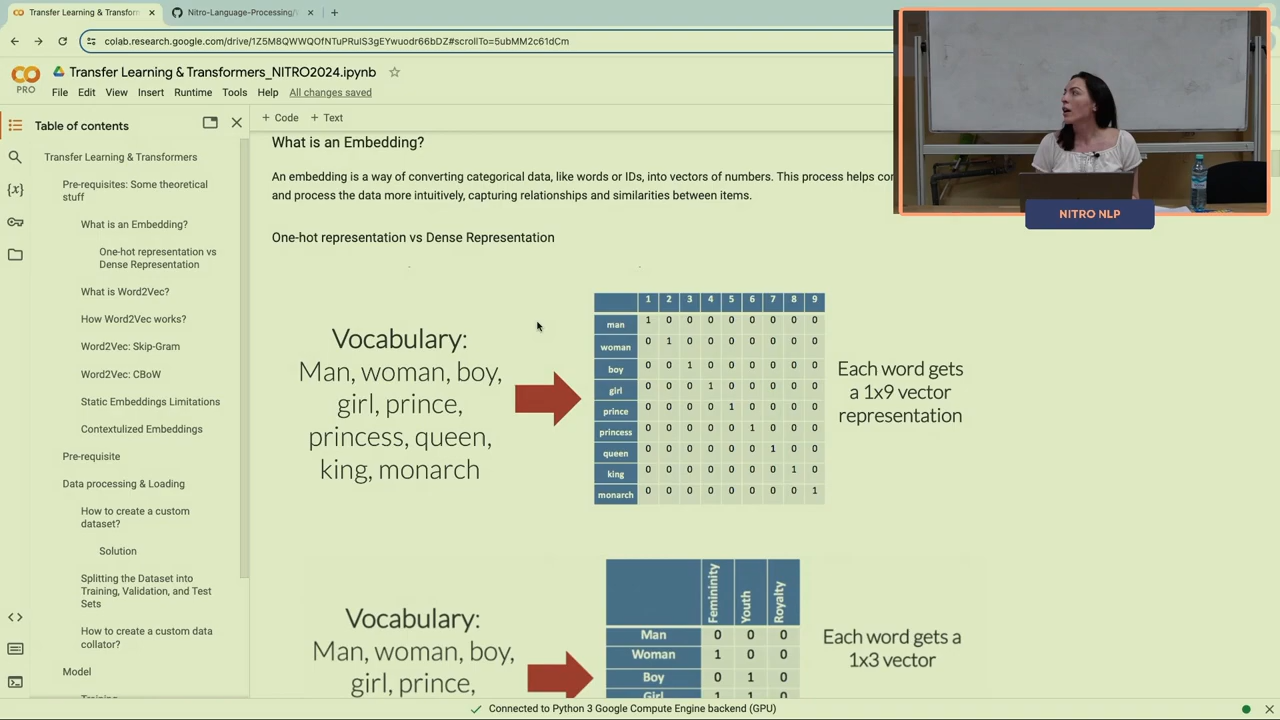 Transfer Learning & Transform
Nitro-Language-Processing/
colab.research.google.com/drive/1Z5M8QWWQOfNTuPRulS3gEYwuodr66bDZ#scrollTo=5ubMM2c61dCm
CO
PRO
Transfer Learning & Transformers_NITRO2024.ipynb
File Edit View Insert Runtime Tools Help All changes saved
Table of contents
+ Code + Text
Transfer Learning & Transformers
Pre-requisites: Some theoretical
stuff
What is an Embedding?
One-hot representation vs
Dense Representation
What is Word2Vec?
How Word2Vec works?
Word2Vec: Skip-Gram
Word2Vec: CBoW
Static Embeddings Limitations
Contextulized Embeddings
Pre-requisite
Data processing & Loading
How to create a custom
dataset?
Solution
Splitting the Dataset into
Training, Validation, and Test
Sets
How to create a custom data
collator?
Model
What is an Embedding?
An embedding is a way of converting categorical data, like words or IDs, into vectors of numbers. This process helps
and process the data more intuitively, capturing relationships and similarities between items.
One-hot representation vs Dense Representation
Vocabulary:
Man, woman, boy,
girl, prince,
princess, queen,
king, monarch
1 2 3 4 5 6 7 8 9
man 1 0 0 0 0 0 0 0 0
woman 0 1 0 0 0 0 0 0 0
boy 0 0 1 0 0 0 0 0 0
girl 0 0 0 1 0 0 0 0 0
prince 0 0 0 0 1 0 0 0 0
princess 0 0 0 0 0 1 0 0 0
queen 0 0 0 0 0 0 1 0 0
king 0 0 0 0 0 0 0 1 0
monarch 0 0 0 0 0 0 0 0 1
Each word gets
a 1x9 vector
representation
Vocabulary:
Man, woman, boy,
girl, prince,
Femininity Youth Royalty
Man 0 0 0
Woman 1 0 0
Boy 0 1 0
Girl 1 1 0
Each word gets a
1x3 vector
NITRO NLP
Connected to Python 3 Google Compute Engine backend (GPU)